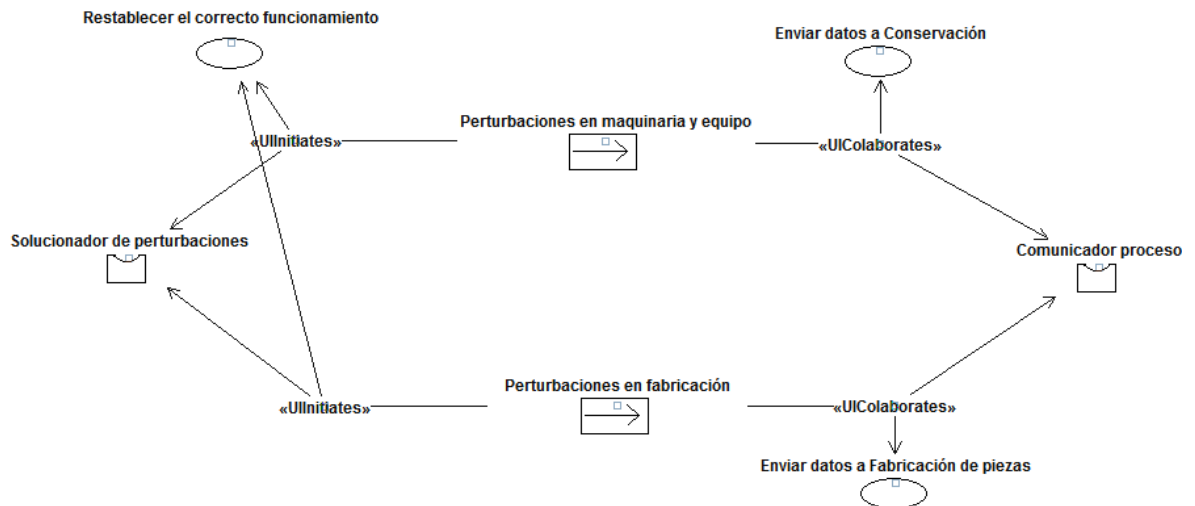 Restablecer el correcto funcionamiento
Enviar datos a Conservación
Perturbaciones en maquinaria y equipo
«UIInitiates»
«UIColaborates»
Solucionador de perturbaciones
Comunicador proceso
Perturbaciones en fabricación
«UIInitiates»
«UIColaborates»
Enviar datos a Fabricación de piezas